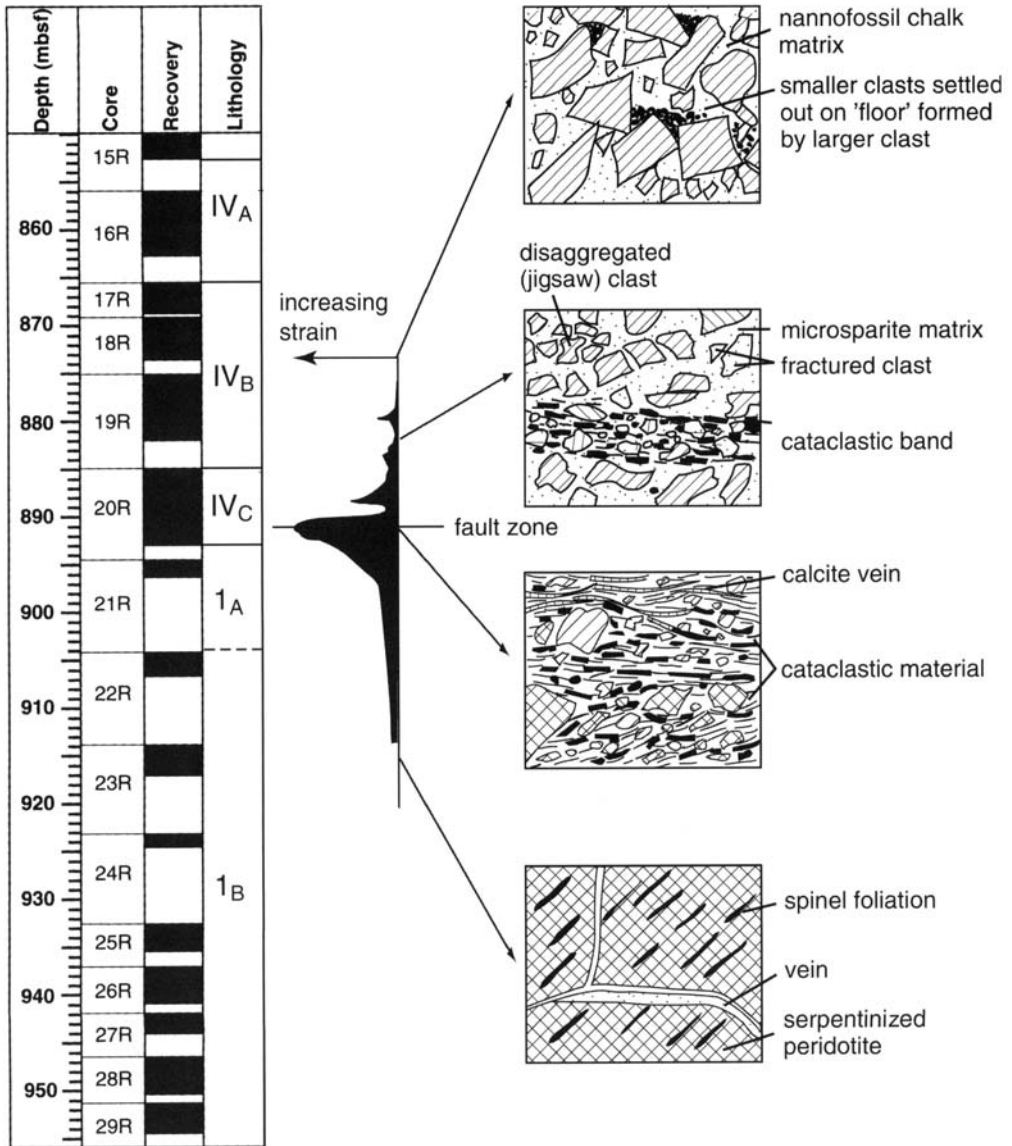 Depth (mbsf)
Core
Recovery
Lithology
15R
16R
17R
18R
19R
20R
21R
22R
23R
24R
25R
26R
27R
28R
29R
860
870
880
890
900
910
920
930
940
950
IVA
IVB
IVC
1A
1B
increasing
strain
fault zone
nannofossil chalk
matrix
smaller clasts settled
out on 'floor' formed
by larger clast
disaggregated
(jigsaw) clast
microsparite matrix
fractured clast
cataclastic band
calcite vein
cataclastic material
spinel foliation
vein
serpentinized
peridotite